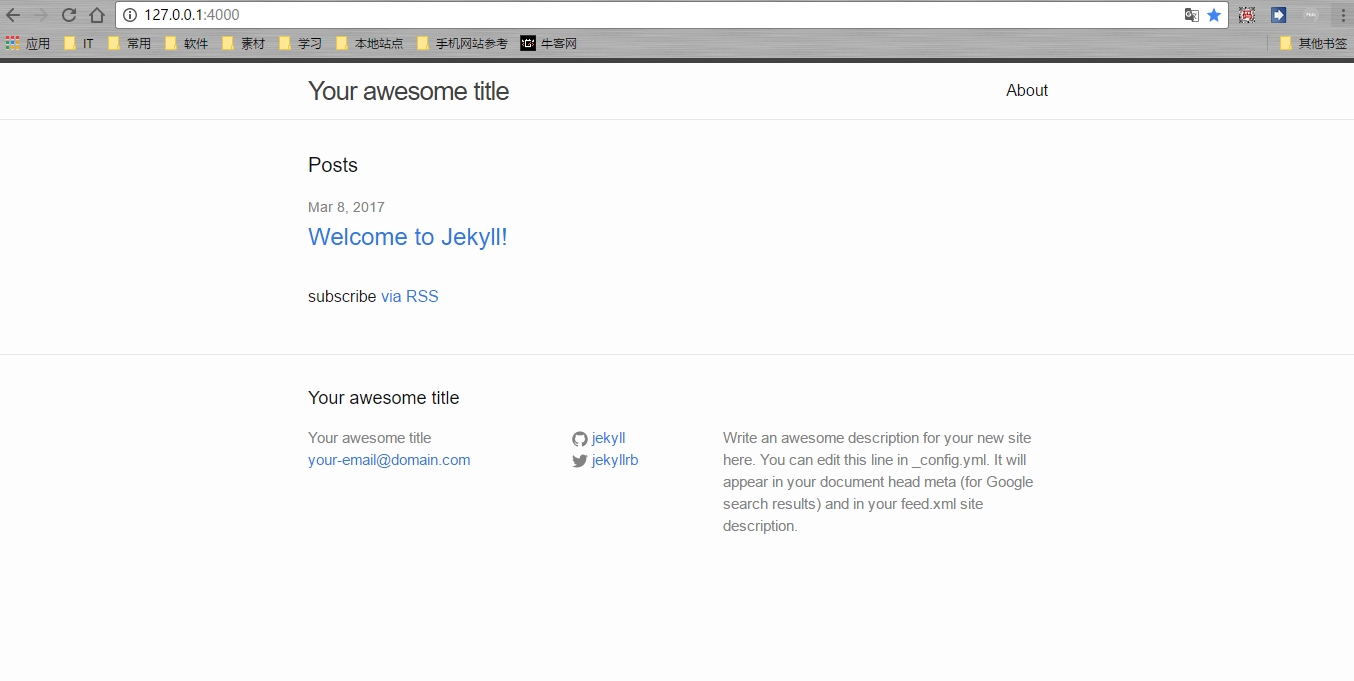 127.0.0.1:4000
应用 IT 常用 软件 素材 学习 本地站点 手机网站参考 牛客网 其他书签
Your awesome title About
Posts
Mar 8, 2017
Welcome to Jekyll!
subscribe via RSS
Your awesome title
Your awesome title
your-email@domain.com
jekyll
jekyllrb
Write an awesome description for your new site
here. You can edit this line in _config.yml. It will
appear in your document head meta (for Google
search results) and in your feed.xml site
description.